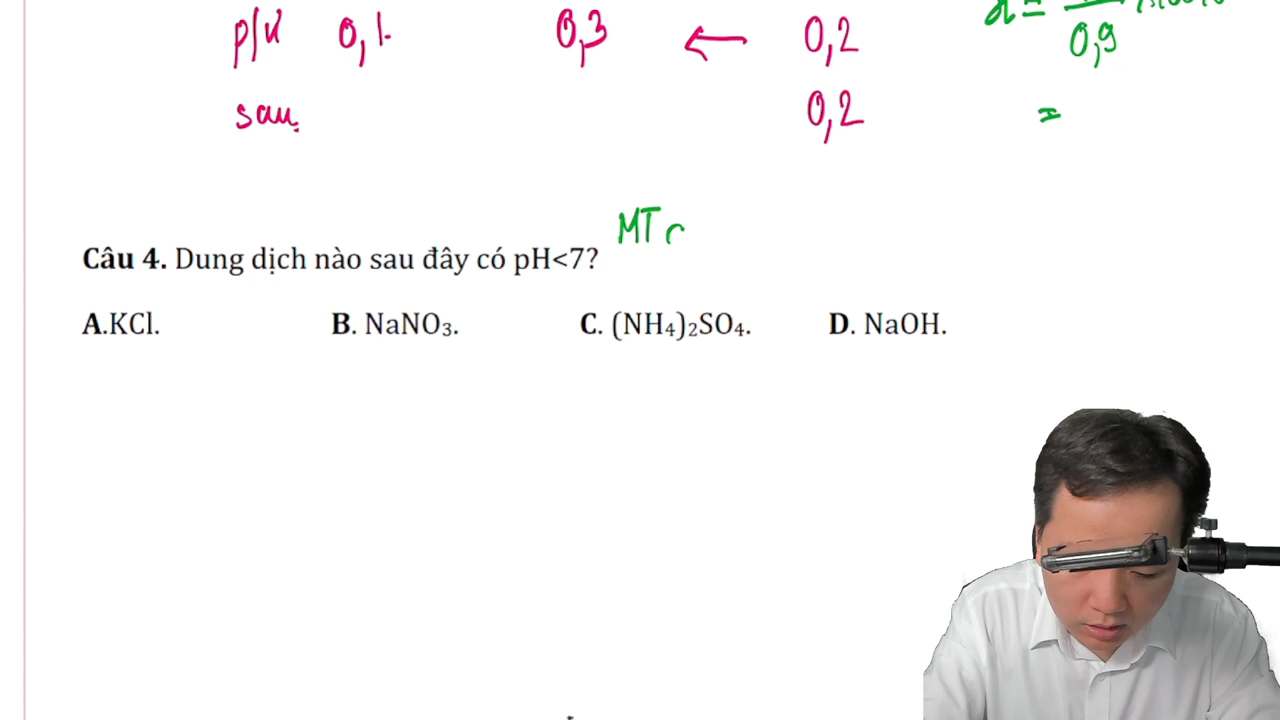 0,9
p/ư 0,1 0,3 ← 0,2
sau 0,2 =
MT
Câu 4. Dung dịch nào sau đây có pH<7?
A.KCl. B. NaNO₃. C. (NH₄)₂SO₄. D. NaOH.